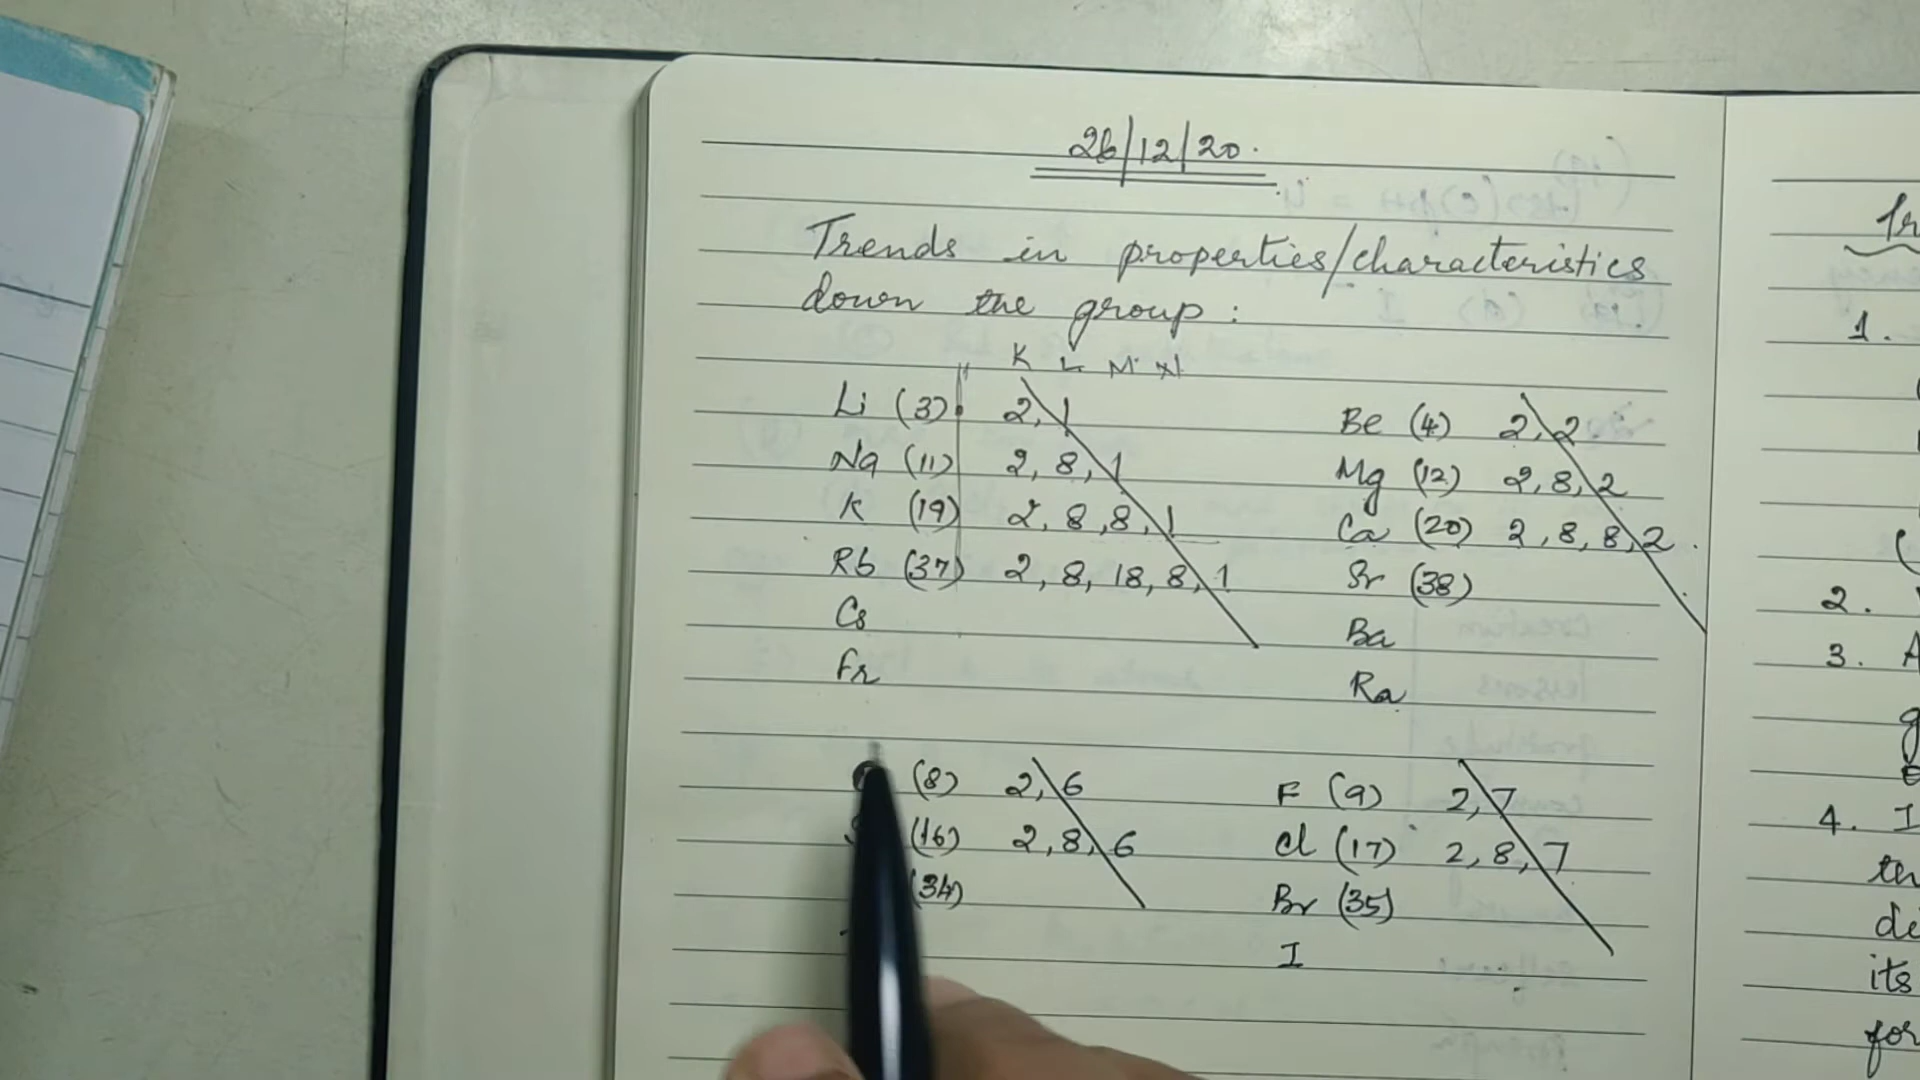 26/12/20.
Trends in properties/characteristics
down the group :
K L M N
Li (3) 2, 1
Na (11) 2, 8, 1
K (19) 2, 8, 8, 1
Rb (37) 2, 8, 18, 8, 1
Cs
Fr
Be (4) 2, 2
Mg (12) 2, 8, 2
Ca (20) 2, 8, 8, 2
Sr (38)
Ba
Ra
(8) 2, 6
(16) 2, 8, 6
(34)
F (9) 2, 7
Cl (17) 2, 8, 7
Br (35)
I
1.
2.
3. A
4. I
its
for